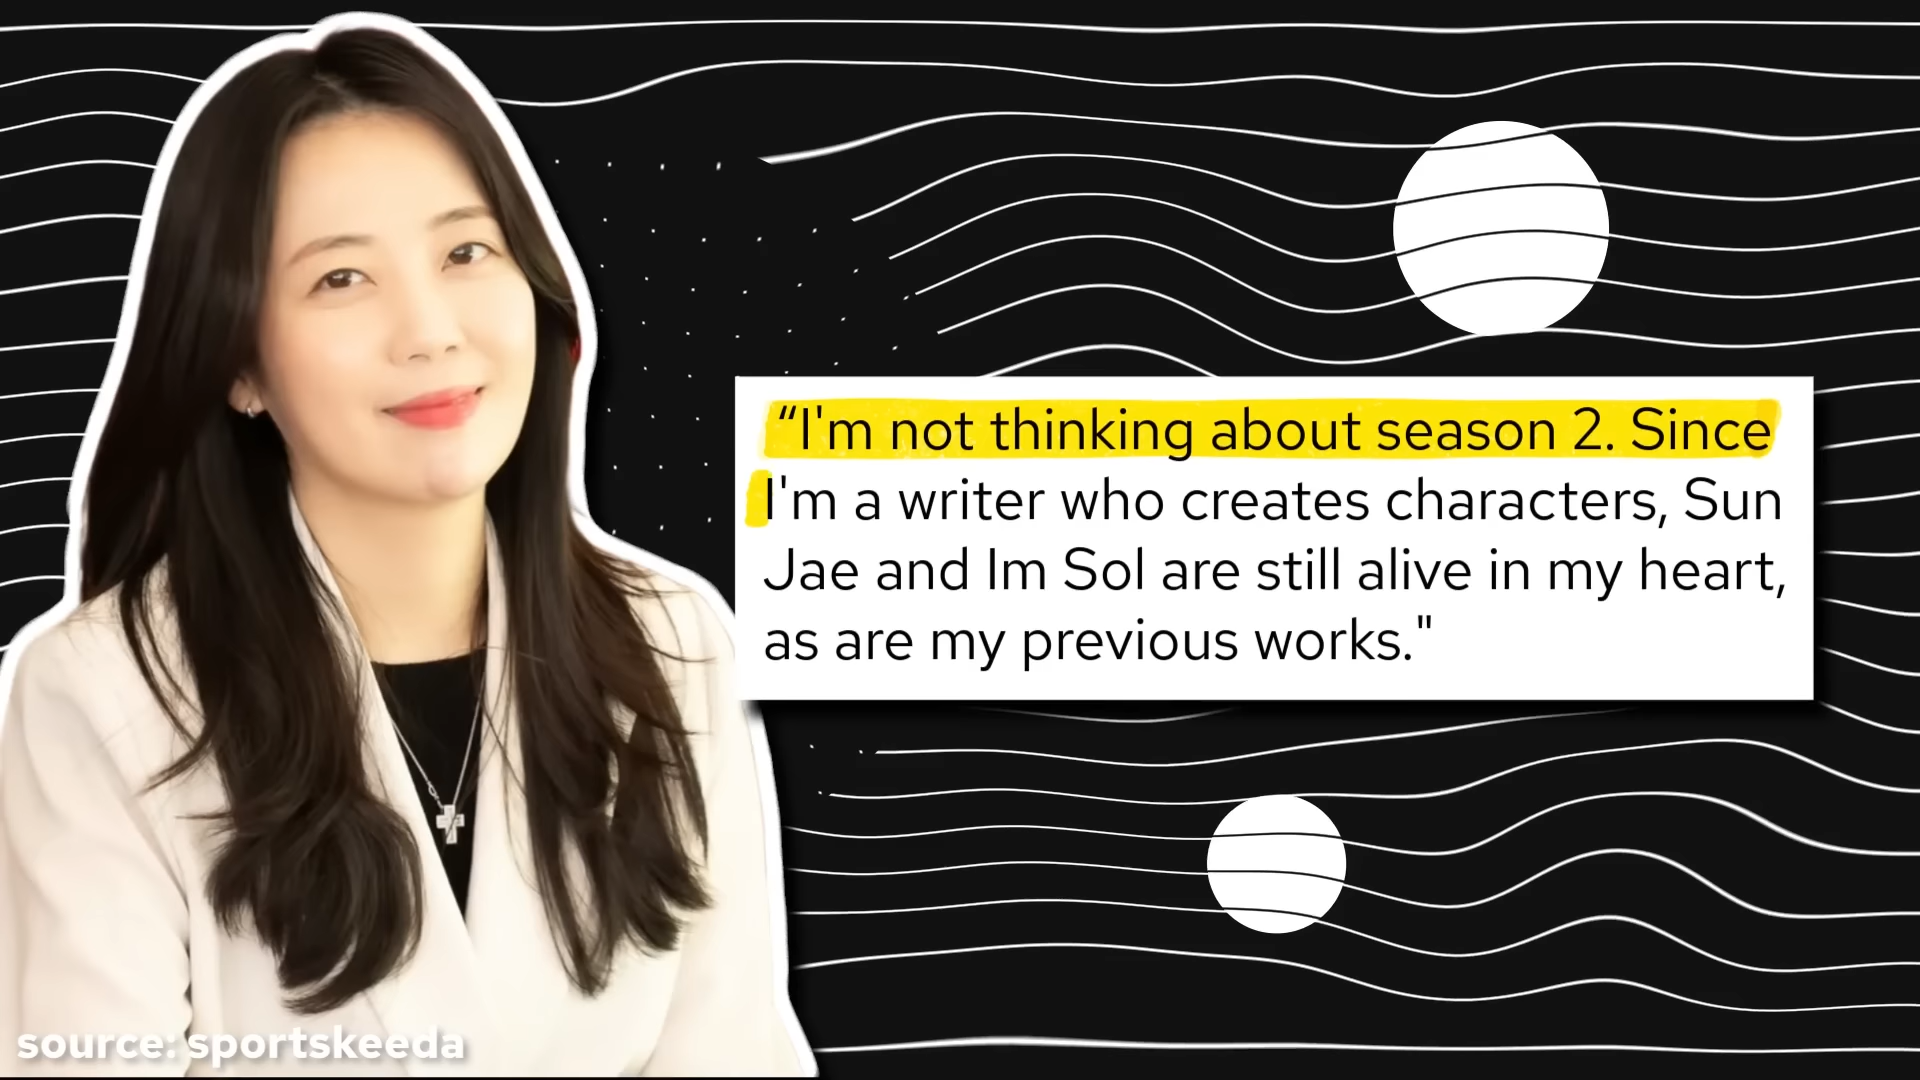 “I'm not thinking about season 2. Since
I'm a writer who creates characters, Sun
Jae and Im Sol are still alive in my heart,
as are my previous works."
source: sportskeeda